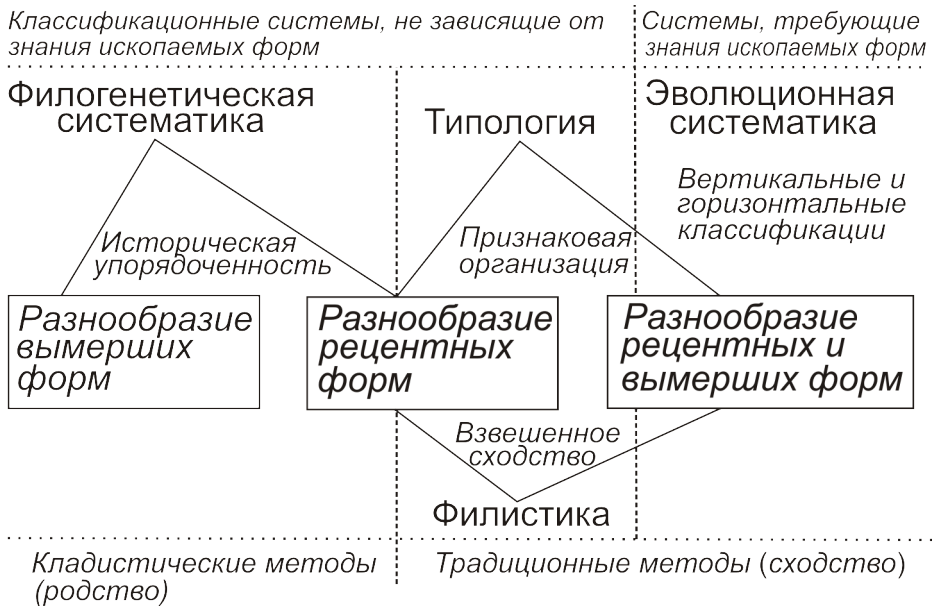 Классификационные системы, не зависящие от
знания ископаемых форм
Системы, требующие
знания ископаемых форм
Филогенетическая
систематика
Типология
Эволюционная
систематика
Вертикальные и
горизонтальные
классификации
Историческая
упорядоченность
Признаковая
организация
Разнообразие
вымерших
форм
Разнообразие
рецентных
форм
Разнообразие
рецентных и
вымерших форм
Взвешенное
сходство
Филистика
Кладистические методы
(родство)
Традиционные методы (сходство)